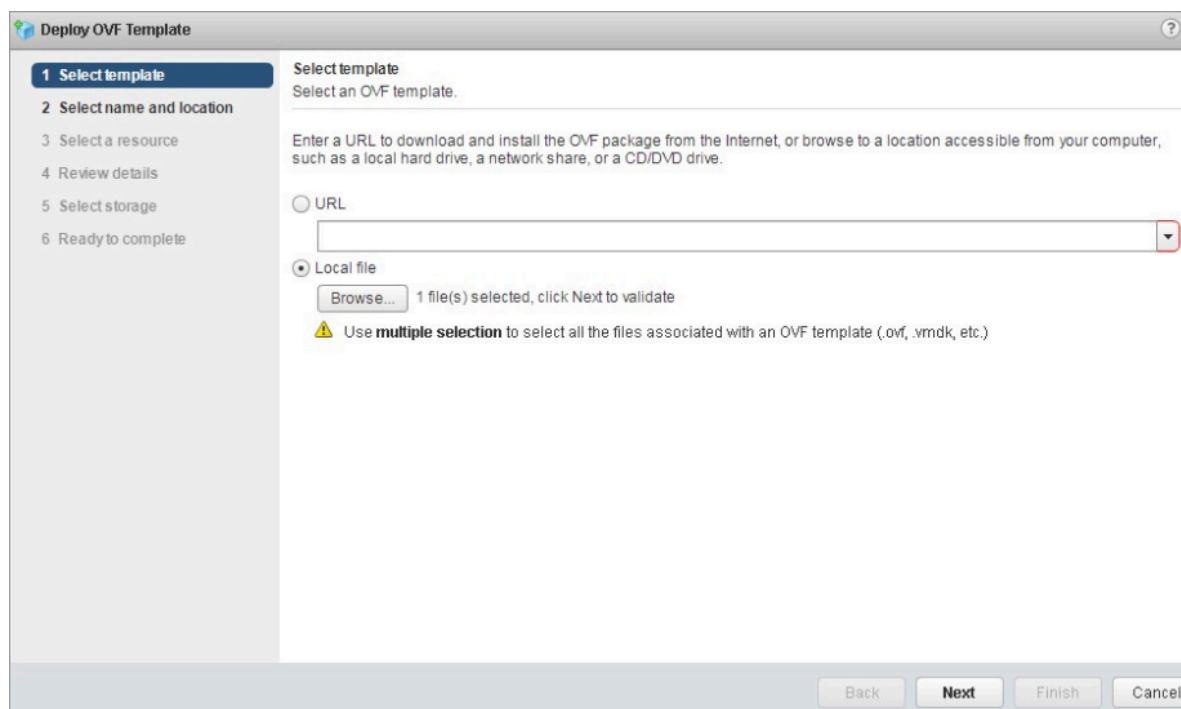 Deploy OVF Template
?
1 Select template
2 Select name and location
3 Select a resource
4 Review details
5 Select storage
6 Ready to complete
Select template
Select an OVF template.
Enter a URL to download and install the OVF package from the Internet, or browse to a location accessible from your computer,
such as a local hard drive, a network share, or a CD/DVD drive.
URL
Local file
Browse... 1 file(s) selected, click Next to validate
Use multiple selection to select all the files associated with an OVF template (.ovf, .vmdk, etc.)
Back Next Finish Cancel